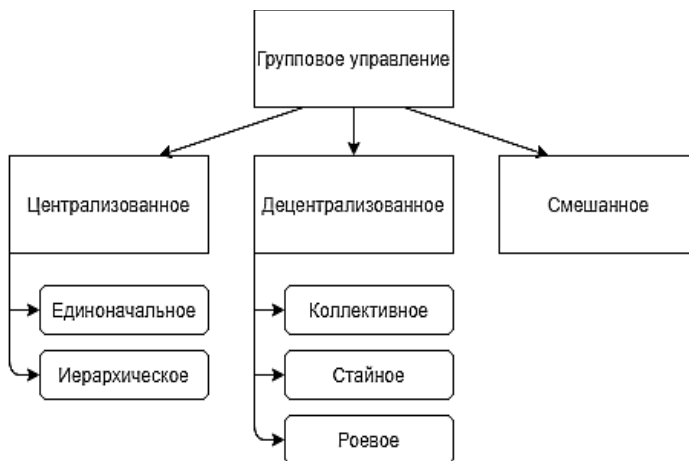 Групповое управление
Централизованное
Децентрализованное
Смешанное
Единоначальное
Иерархическое
Коллективное
Стайное
Роевое